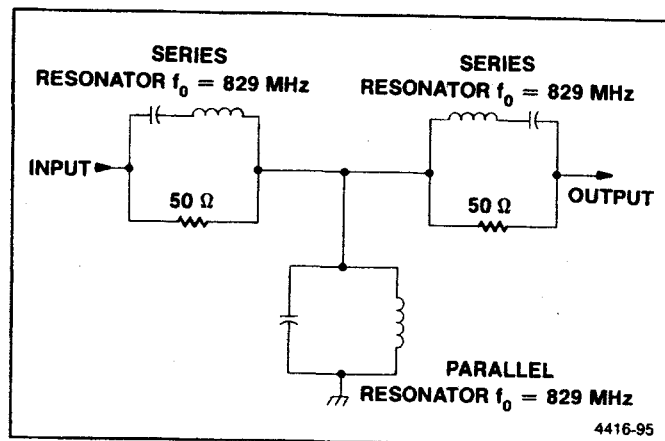 SERIES
RESONATOR f₀ = 829 MHz
SERIES
RESONATOR f₀ = 829 MHz
INPUT
50 Ω
50 Ω
OUTPUT
PARALLEL
RESONATOR f₀ = 829 MHz
4416-95